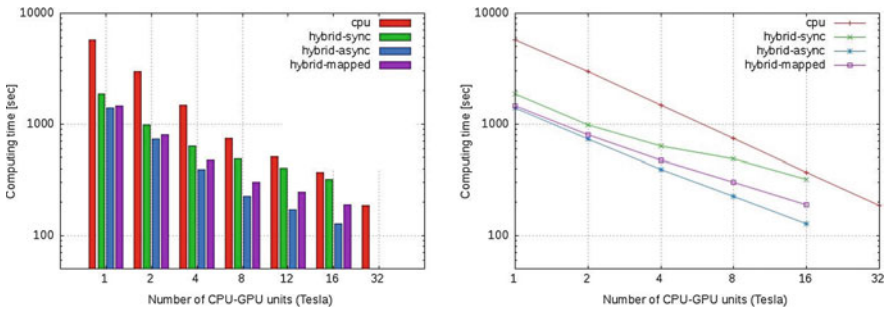 10000
1000
100
Computing time [sec]
cpu
hybrid-sync
hybrid-async
hybrid-mapped
1 2 4 8 12 16 32
Number of CPU-GPU units (Tesla)
10000
1000
100
Computing time [sec]
cpu
hybrid-sync
hybrid-async
hybrid-mapped
1 2 4 8 16 32
Number of CPU-GPU units (Tesla)